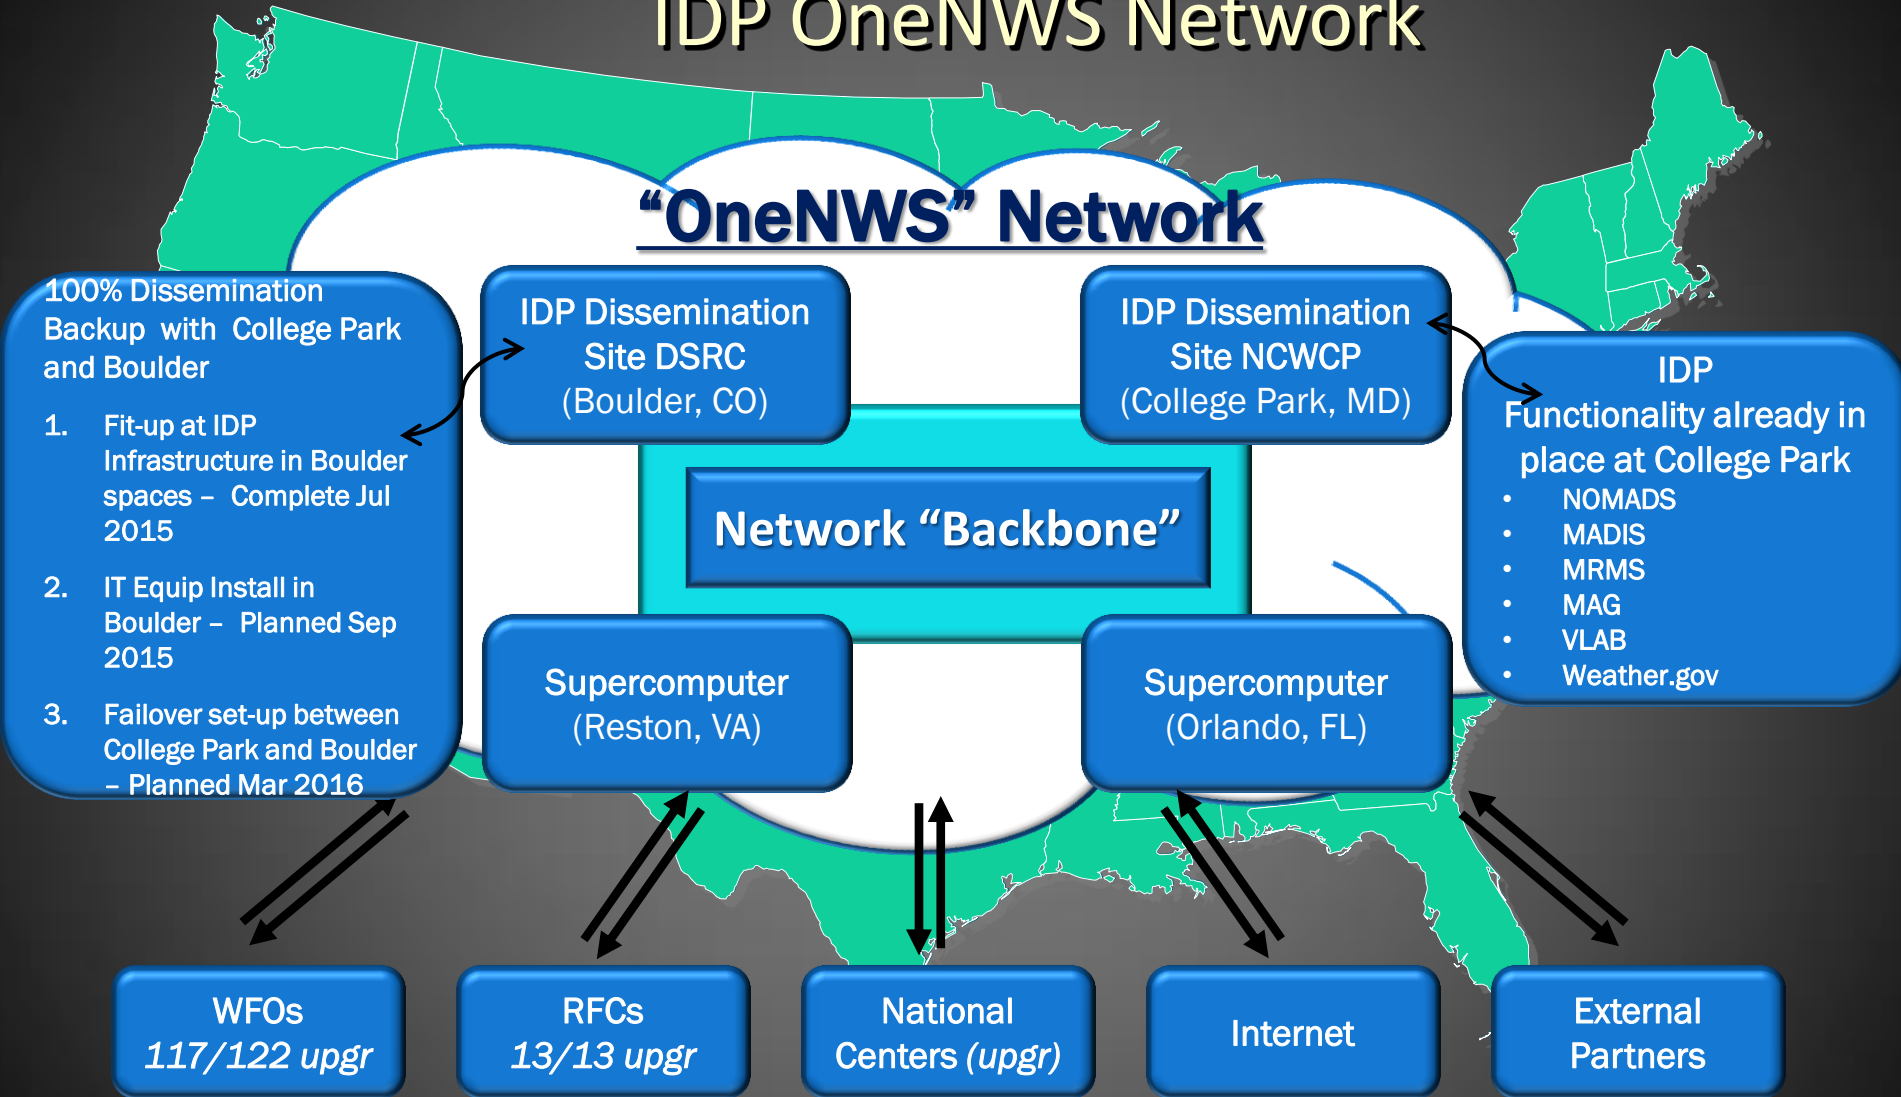 IDP OneNWS Network
“OneNWS” Network
100% Dissemination
Backup with College Park
and Boulder
1. Fit-up at IDP
Infrastructure in Boulder
spaces – Complete Jul
2015
2. IT Equip Install in
Boulder – Planned Sep
2015
3. Failover set-up between
College Park and Boulder
– Planned Mar 2016
IDP Dissemination
Site DSRC
(Boulder, CO)
IDP Dissemination
Site NCWCP
(College Park, MD)
IDP
Functionality already in
place at College Park
• NOMADS
• MADIS
• MRMS
• MAG
• VLAB
• Weather.gov
Network “Backbone”
Supercomputer
(Reston, VA)
Supercomputer
(Orlando, FL)
WFOs
117/122 upgr
RFCs
13/13 upgr
National
Centers (upgr)
Internet
External
Partners